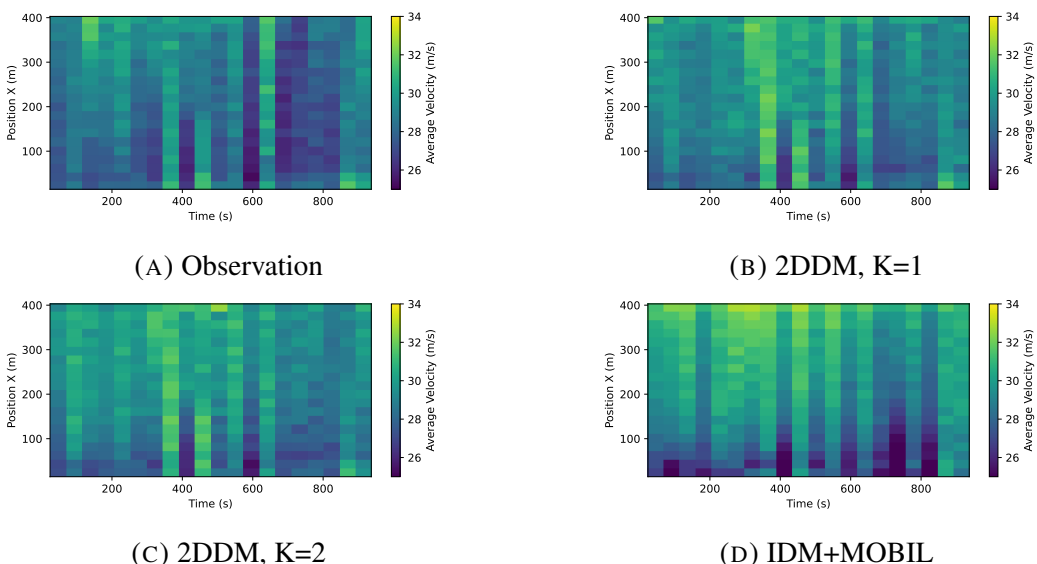 400
300
200
100
Position X (m)
200 400 600 800
Time (s)
34
32
30
28
26
Average Velocity (m/s)
(A) Observation
400
300
200
100
Position X (m)
200 400 600 800
Time (s)
34
32
30
28
26
Average Velocity (m/s)
(B) 2DDM, K=1
400
300
200
100
Position X (m)
200 400 600 800
Time (s)
34
32
30
28
26
Average Velocity (m/s)
(C) 2DDM, K=2
400
300
200
100
Position X (m)
200 400 600 800
Time (s)
34
32
30
28
26
Average Velocity (m/s)
(D) IDM+MOBIL